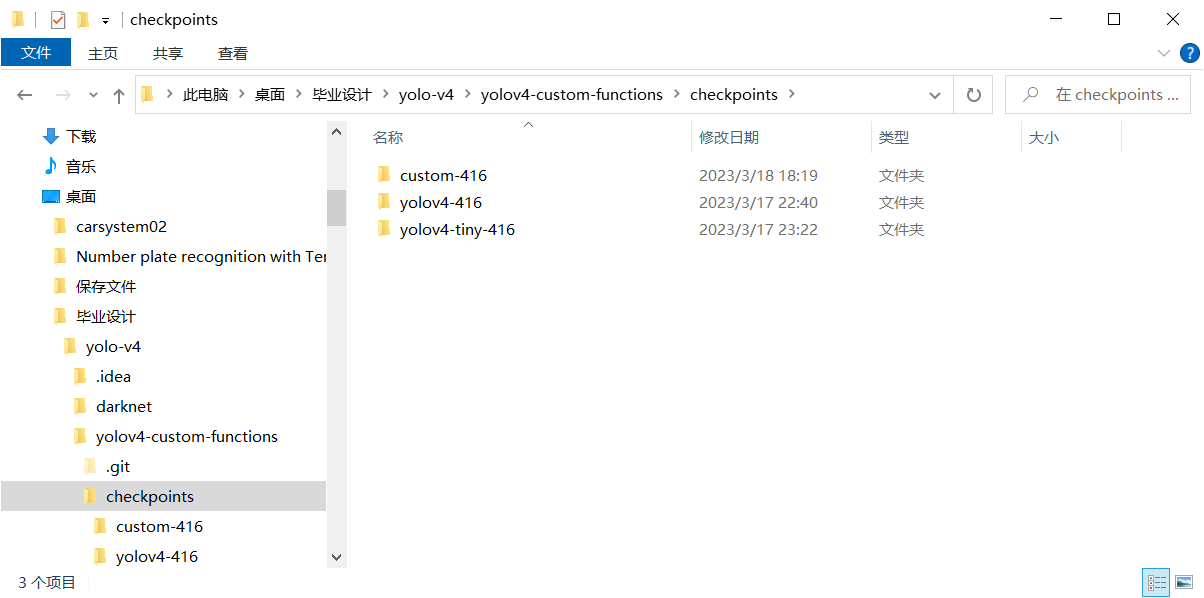 checkpoints
文件 主页 共享 查看
此电脑 桌面 毕业设计 yolo-v4 yolov4-custom-functions checkpoints 在 checkpoints ...
下载
音乐
桌面
carsystem02
Number plate recognition with Ter
保存文件
毕业设计
yolo-v4
.idea
darknet
yolov4-custom-functions
.git
checkpoints
custom-416
yolov4-416
名称 修改日期 类型 大小
custom-416 2023/3/18 18:19 文件夹
yolov4-416 2023/3/17 22:40 文件夹
yolov4-tiny-416 2023/3/17 23:22 文件夹
3 个项目